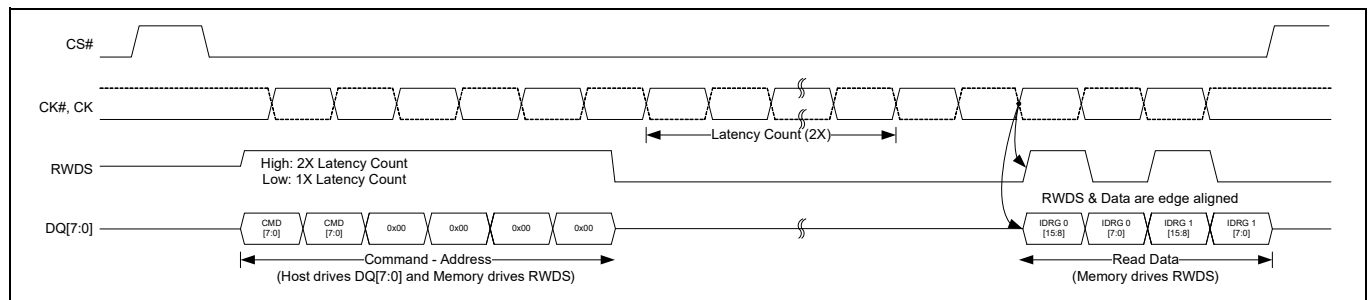 CS#
CK#, CK
Latency Count (2X)
RWDS
High: 2X Latency Count
Low: 1X Latency Count
RWDS & Data are edge aligned
DQ[7:0]
CMD
[7:0]
CMD
[7:0]
0x00
0x00
0x00
0x00
IDRG 0
[15:8]
IDRG 0
[7:0]
IDRG 1
[15:8]
IDRG 1
[7:0]
Command - Address
(Host drives DQ[7:0] and Memory drives RWDS)
Read Data
(Memory drives RWDS)